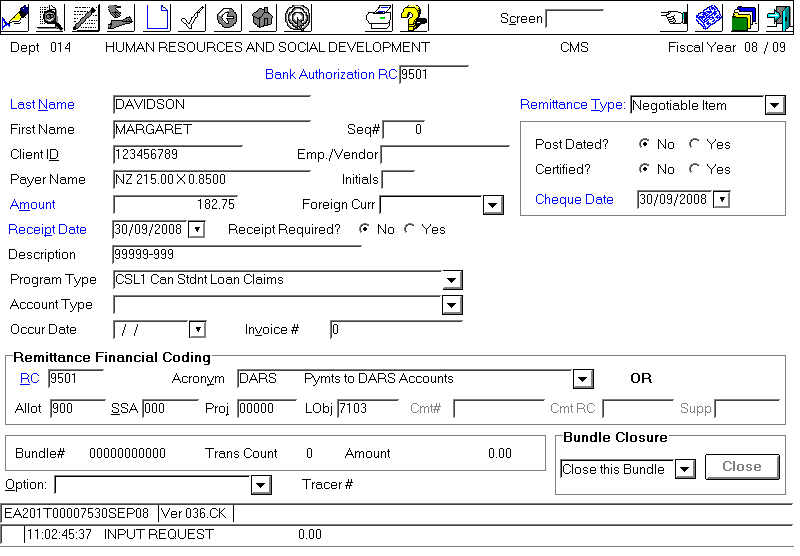 Screen
Dept 014 HUMAN RESOURCES AND SOCIAL DEVELOPMENT CMS Fiscal Year 08 / 09
Bank Authorization RC 9501
Last Name DAVIDSON Remittance Type: Negotiable Item
First Name MARGARET Seq# 0
Post Dated? No Yes
Client ID 123456789 Emp./Vendor
Certified? No Yes
Payer Name NZ 215.00 X 0.8500 Initials
Cheque Date 30/09/2008
Amount 182.75 Foreign Curr
Receipt Date 30/09/2008 Receipt Required? No Yes
Description 99999-999
Program Type CSL1 Can Stdnt Loan Claims
Account Type
Occur Date / / Invoice # 0
Remittance Financial Coding
RC 9501 Acronym DARS Pymts to DARS Accounts OR
Allot 900 SSA 000 Proj 00000 LObj 7103 Cmt# Cmt RC Supp
Bundle Closure
Bundle# 00000000000 Trans Count 0 Amount 0.00
Close this Bundle Close
Option: Tracer #
EA201T00007530SEP08 Ver 036.CK
11:02:45:37 INPUT REQUEST 0.00